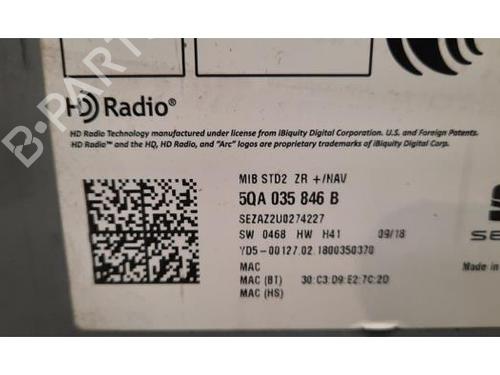 HD Radio®
HD Radio Technology manufactured under license from iBiquity Digital Corporation. U.S. and Foreign Patents.
HD Radio™ and the HD, HD Radio, and "Arc" logos are proprietary trademarks of iBiquity Digital Corp.
MIB STD2 ZR +/NAV
5QA 035 846 B
SEZAZ2U0274227
SW 0468 HW H41 09/18
YD5-00127.02 1800350370
MAC
MAC (BT) 30:C3:D9:E2:7C:2D
MAC (HS)
Made in
B-PARTS